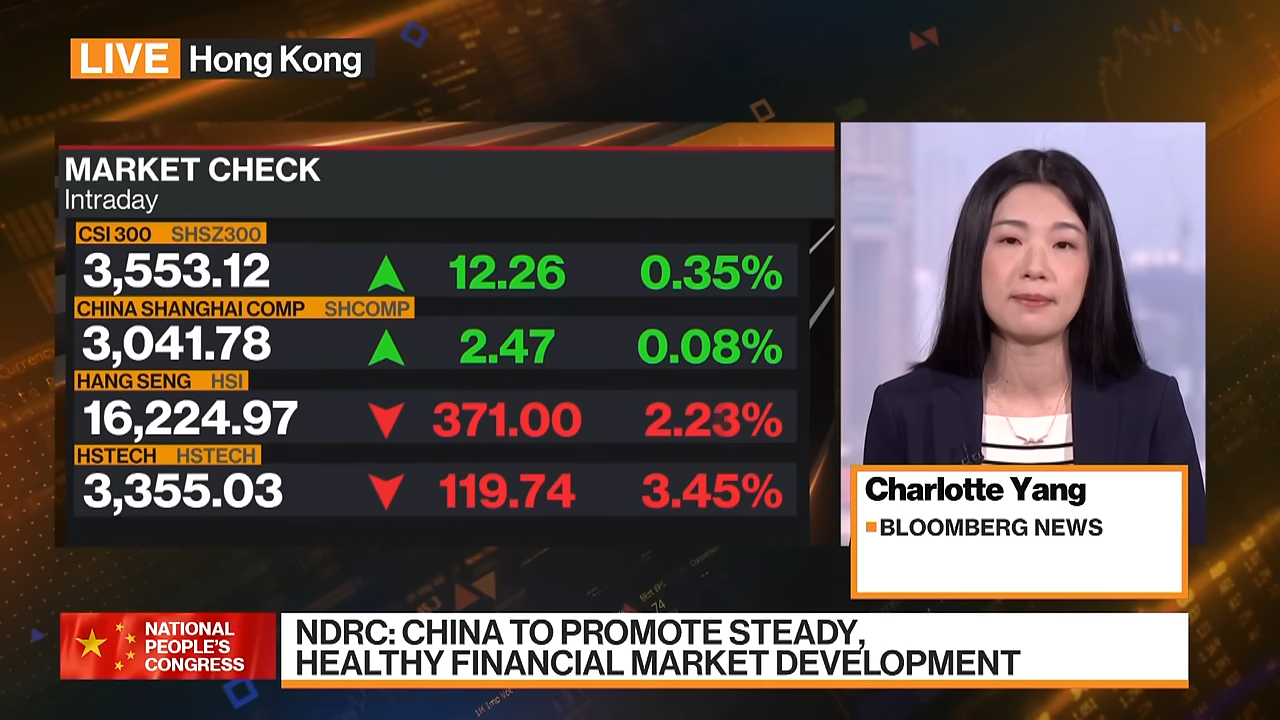 LIVE Hong Kong
MARKET CHECK
Intraday
CSI 300 SHSZ300
3,553.12 12.26 0.35%
CHINA SHANGHAI COMP SHCOMP
3,041.78 2.47 0.08%
HANG SENG HSI
16,224.97 371.00 2.23%
HSTECH HSTECH
3,355.03 119.74 3.45%
Charlotte Yang
BLOOMBERG NEWS
NATIONAL
PEOPLE'S
CONGRESS
NDRC: CHINA TO PROMOTE STEADY,
HEALTHY FINANCIAL MARKET DEVELOPMENT